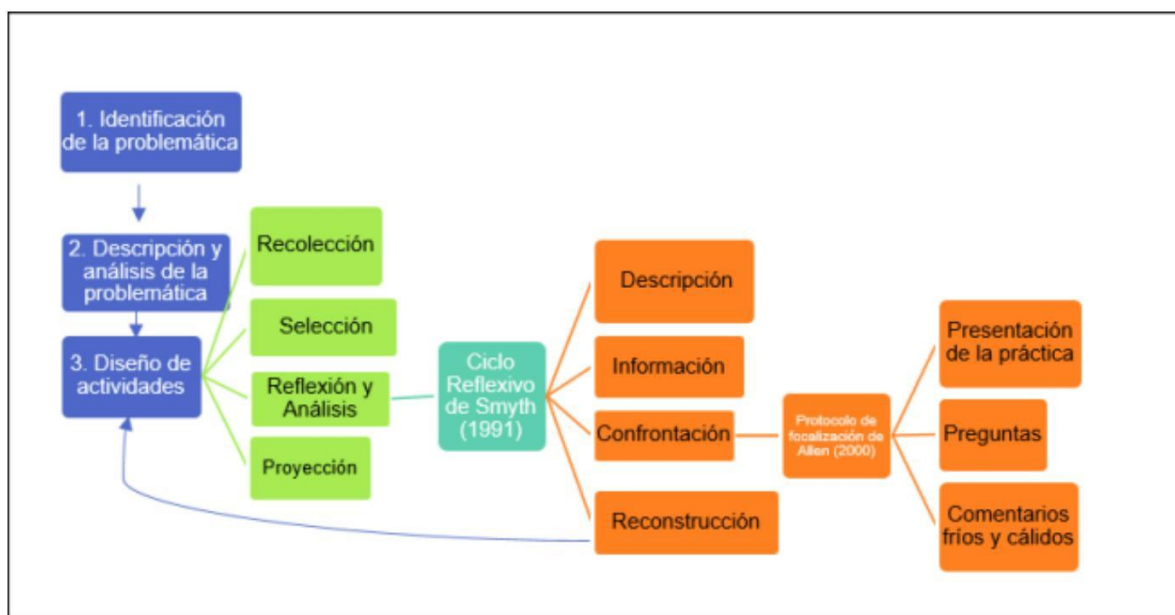 1. Identificación
de la problemática
2. Descripción y
análisis de la
problemática
3. Diseño de
actividades
Recolección
Selección
Reflexión y
Análisis
Proyección
Ciclo
Reflexivo
de Smyth
(1991)
Descripción
Información
Confrontación
Reconstrucción
Protocolo de
focalización de
Allen (2000)
Presentación
de la práctica
Preguntas
Comentarios
fríos y cálidos